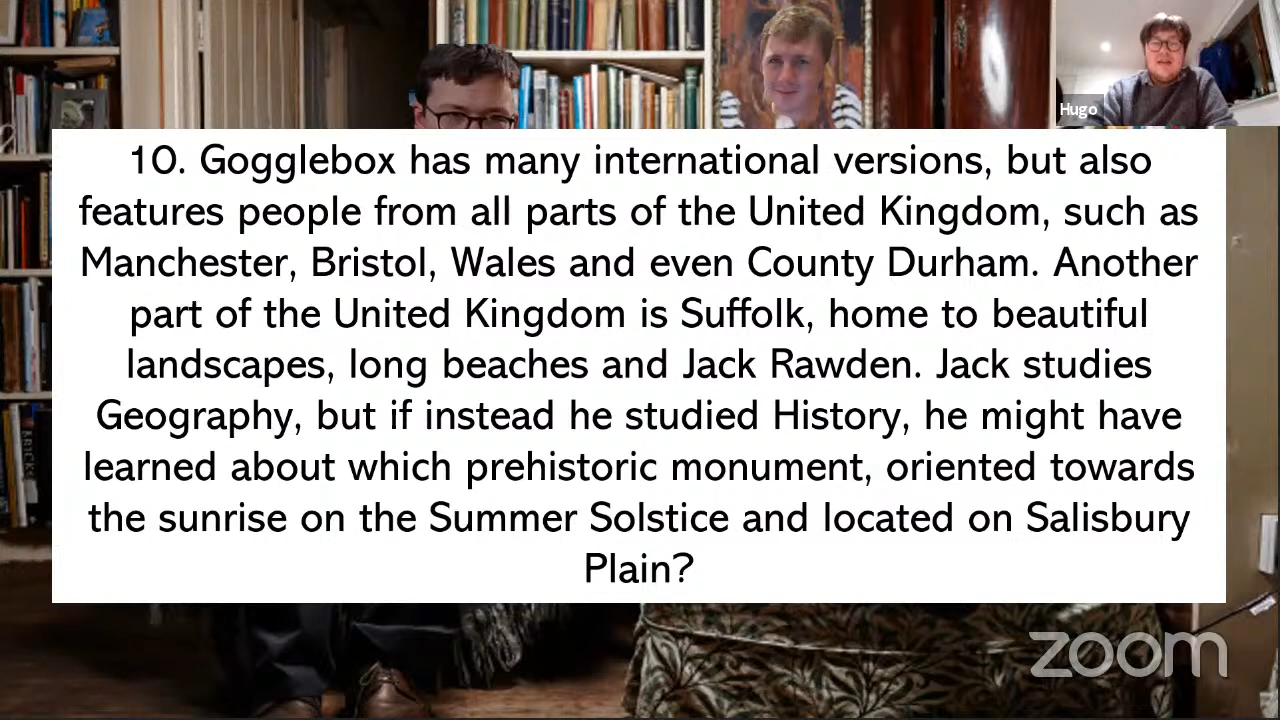 Hugo
10. Gogglebox has many international versions, but also
features people from all parts of the United Kingdom, such as
Manchester, Bristol, Wales and even County Durham. Another
part of the United Kingdom is Suffolk, home to beautiful
landscapes, long beaches and Jack Rawden. Jack studies
Geography, but if instead he studied History, he might have
learned about which prehistoric monument, oriented towards
the sunrise on the Summer Solstice and located on Salisbury
Plain?
zoom